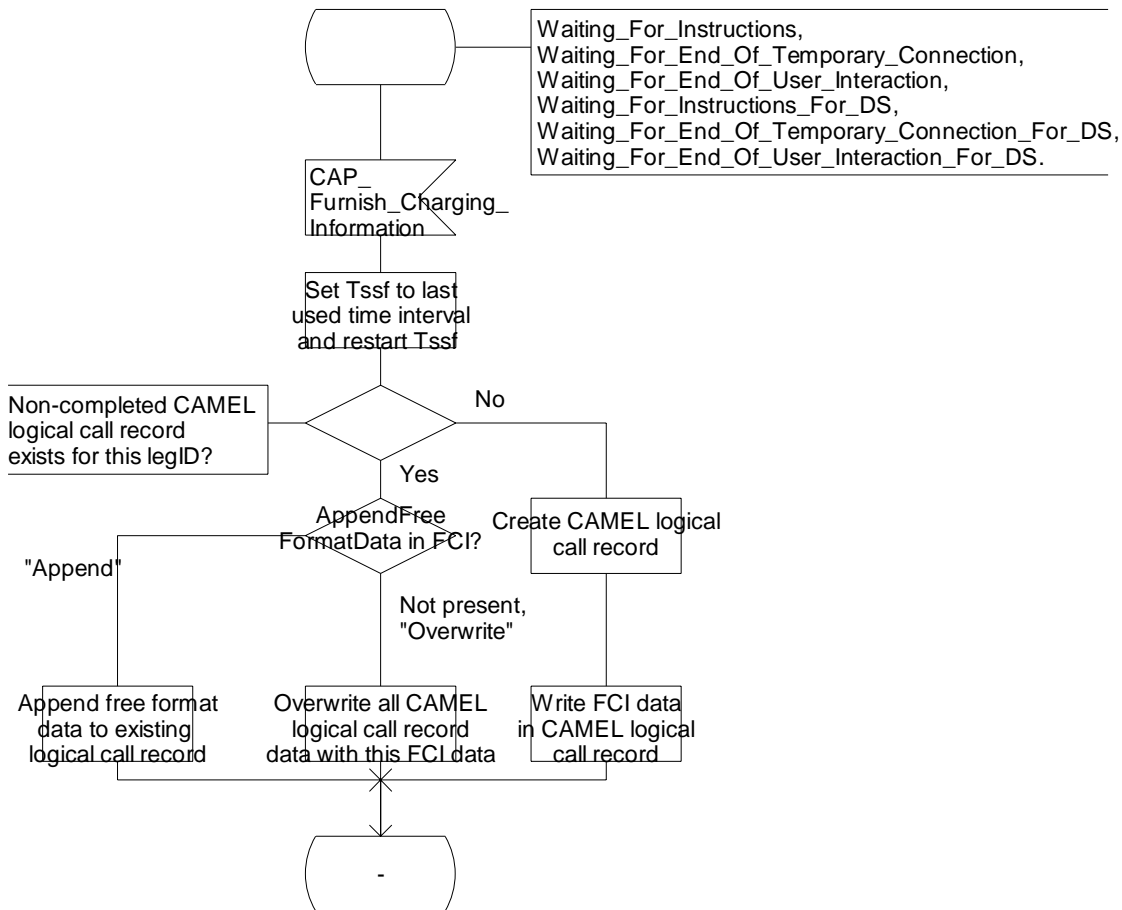 Waiting_For_Instructions,
Waiting_For_End_Of_Temporary_Connection,
Waiting_For_End_Of_User_Interaction,
Waiting_For_Instructions_For_DS,
Waiting_For_End_Of_Temporary_Connection_For_DS,
Waiting_For_End_Of_User_Interaction_For_DS.
CAP_
Furnish_Charging_
Information
Set Tssf to last
used time interval
and restart Tssf
Non-completed CAMEL
logical call record
exists for this legID?
No
Yes
AppendFree
FormatData in FCI?
Create CAMEL logical
call record
"Append"
Not present,
"Overwrite"
Append free format
data to existing
logical call record
Overwrite all CAMEL
logical call record
data with this FCI data
Write FCI data
in CAMEL logical
call record
-